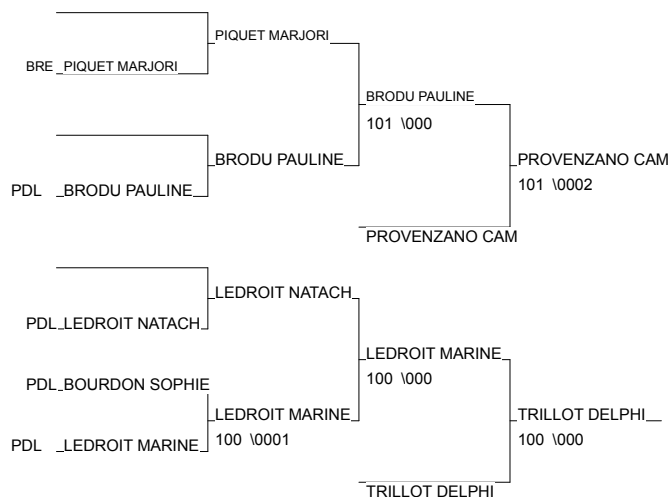 PIQUET MARJORI
BRE PIQUET MARJORI
BRODU PAULINE
101 \000
BRODU PAULINE
PROVENZANO CAM
101 \0002
PDL BRODU PAULINE
PROVENZANO CAM
LEDROIT NATACH
PDL LEDROIT NATACH
LEDROIT MARINE
100 \000
PDL BOURDON SOPHIE
LEDROIT MARINE
100 \0001
TRILLOT DELPHI
100 \000
PDL LEDROIT MARINE
TRILLOT DELPHI